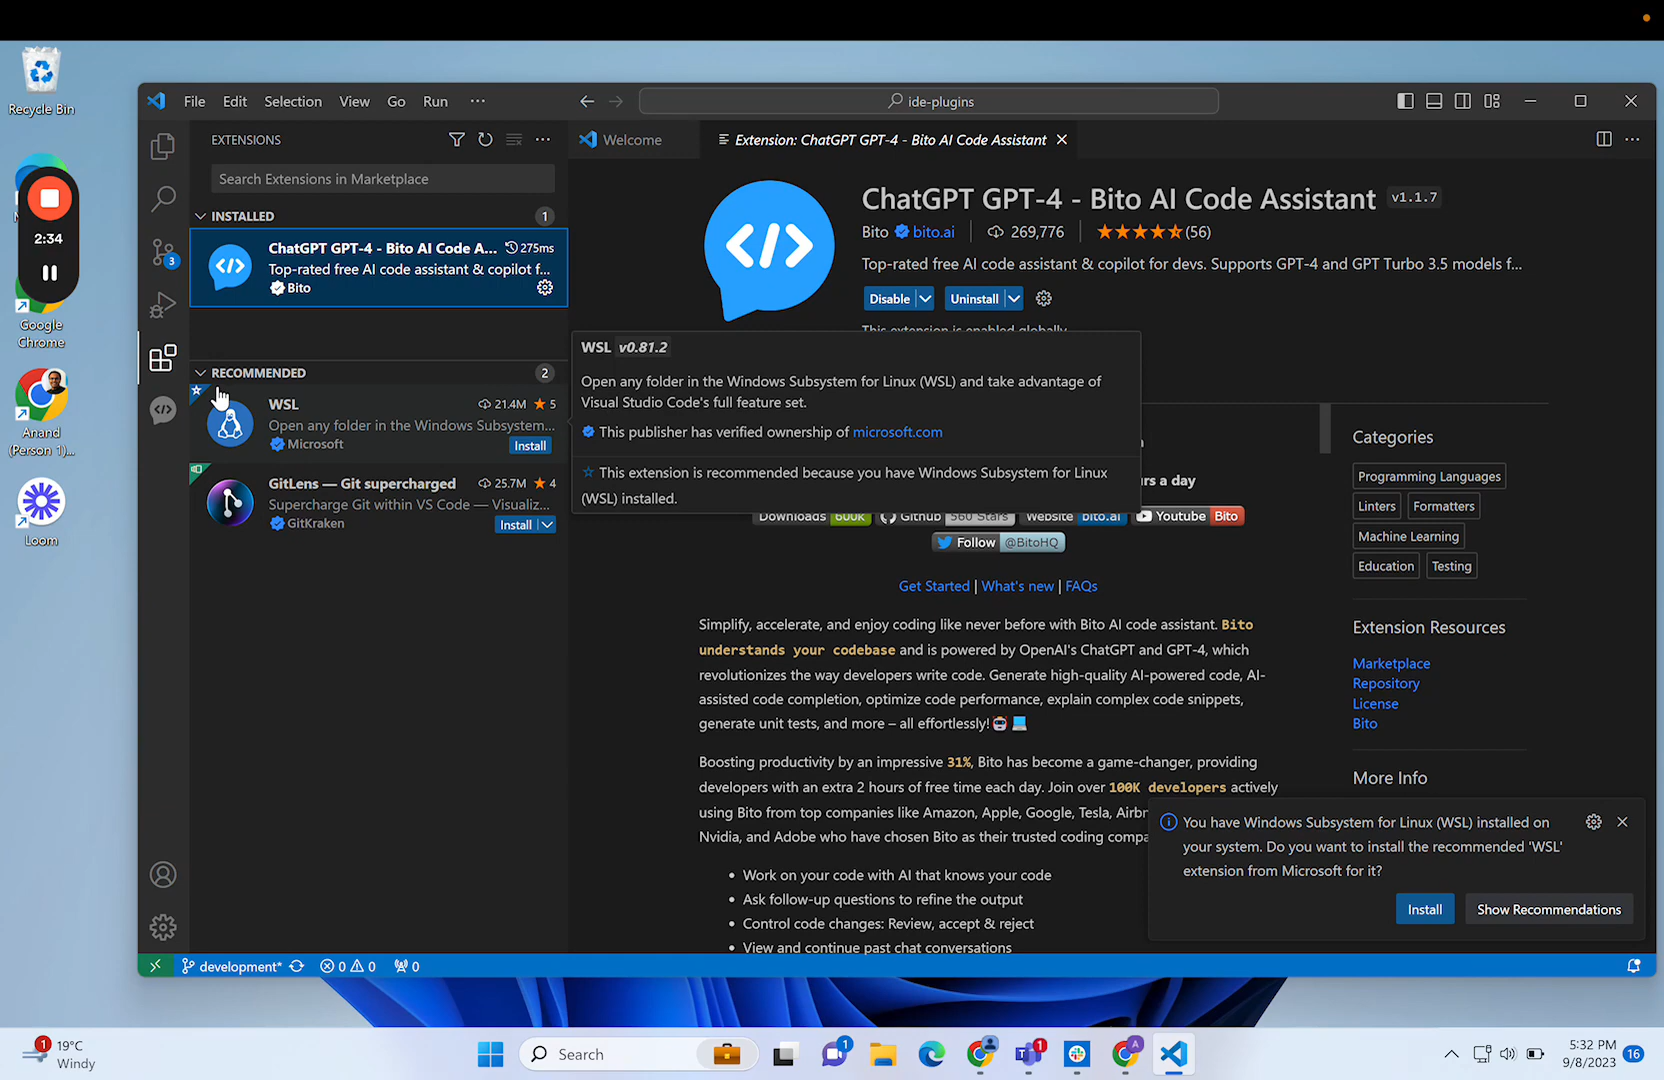 Recycle Bin
2:34
Google
Chrome
Anand
(Person 1)...
Loom
File Edit Selection View Go Run ...
ide-plugins
EXTENSIONS
Search Extensions in Marketplace
INSTALLED 1
ChatGPT GPT-4 - Bito AI Code A... 275ms
Top-rated free AI code assistant & copilot f...
Bito
3
RECOMMENDED 2
WSL 21.4M 5
Open any folder in the Windows Subsystem...
Microsoft Install
GitLens — Git supercharged 25.7M 4
Supercharge Git within VS Code — Visualiz...
GitKraken Install
Welcome
Extension: ChatGPT GPT-4 - Bito AI Code Assistant
ChatGPT GPT-4 - Bito AI Code Assistant v1.1.7
Bito bito.ai 269,776 (56)
Top-rated free AI code assistant & copilot for devs. Supports GPT-4 and GPT Turbo 3.5 models f...
Disable Uninstall
This extension is enabled globally.
WSL v0.81.2
Open any folder in the Windows Subsystem for Linux (WSL) and take advantage of
Visual Studio Code's full feature set.
This publisher has verified ownership of microsoft.com
This extension is recommended because you have Windows Subsystem for Linux
(WSL) installed.
rs a day
Downloads 600k Github 560 Stars Website bito.ai Youtube Bito
Follow @BitoHQ
Get Started | What's new | FAQs
Simplify, accelerate, and enjoy coding like never before with Bito AI code assistant. Bito
understands your codebase and is powered by OpenAI's ChatGPT and GPT-4, which
revolutionizes the way developers write code. Generate high-quality AI-powered code, AI-
assisted code completion, optimize code performance, explain complex code snippets,
generate unit tests, and more – all effortlessly!
Boosting productivity by an impressive 31%, Bito has become a game-changer, providing
developers with an extra 2 hours of free time each day. Join over 100K developers actively
using Bito from top companies like Amazon, Apple, Google, Tesla, Airbn
Nvidia, and Adobe who have chosen Bito as their trusted coding compa
• Work on your code with AI that knows your code
• Ask follow-up questions to refine the output
• Control code changes: Review, accept & reject
• View and continue past chat conversations
Categories
Programming Languages
Linters Formatters
Machine Learning
Education Testing
Extension Resources
Marketplace
Repository
License
Bito
More Info
You have Windows Subsystem for Linux (WSL) installed on
your system. Do you want to install the recommended 'WSL'
extension from Microsoft for it?
Install Show Recommendations
development* 0 0 0
1 19°C
Windy
Search
1
1
A
5:32 PM
9/8/2023 16